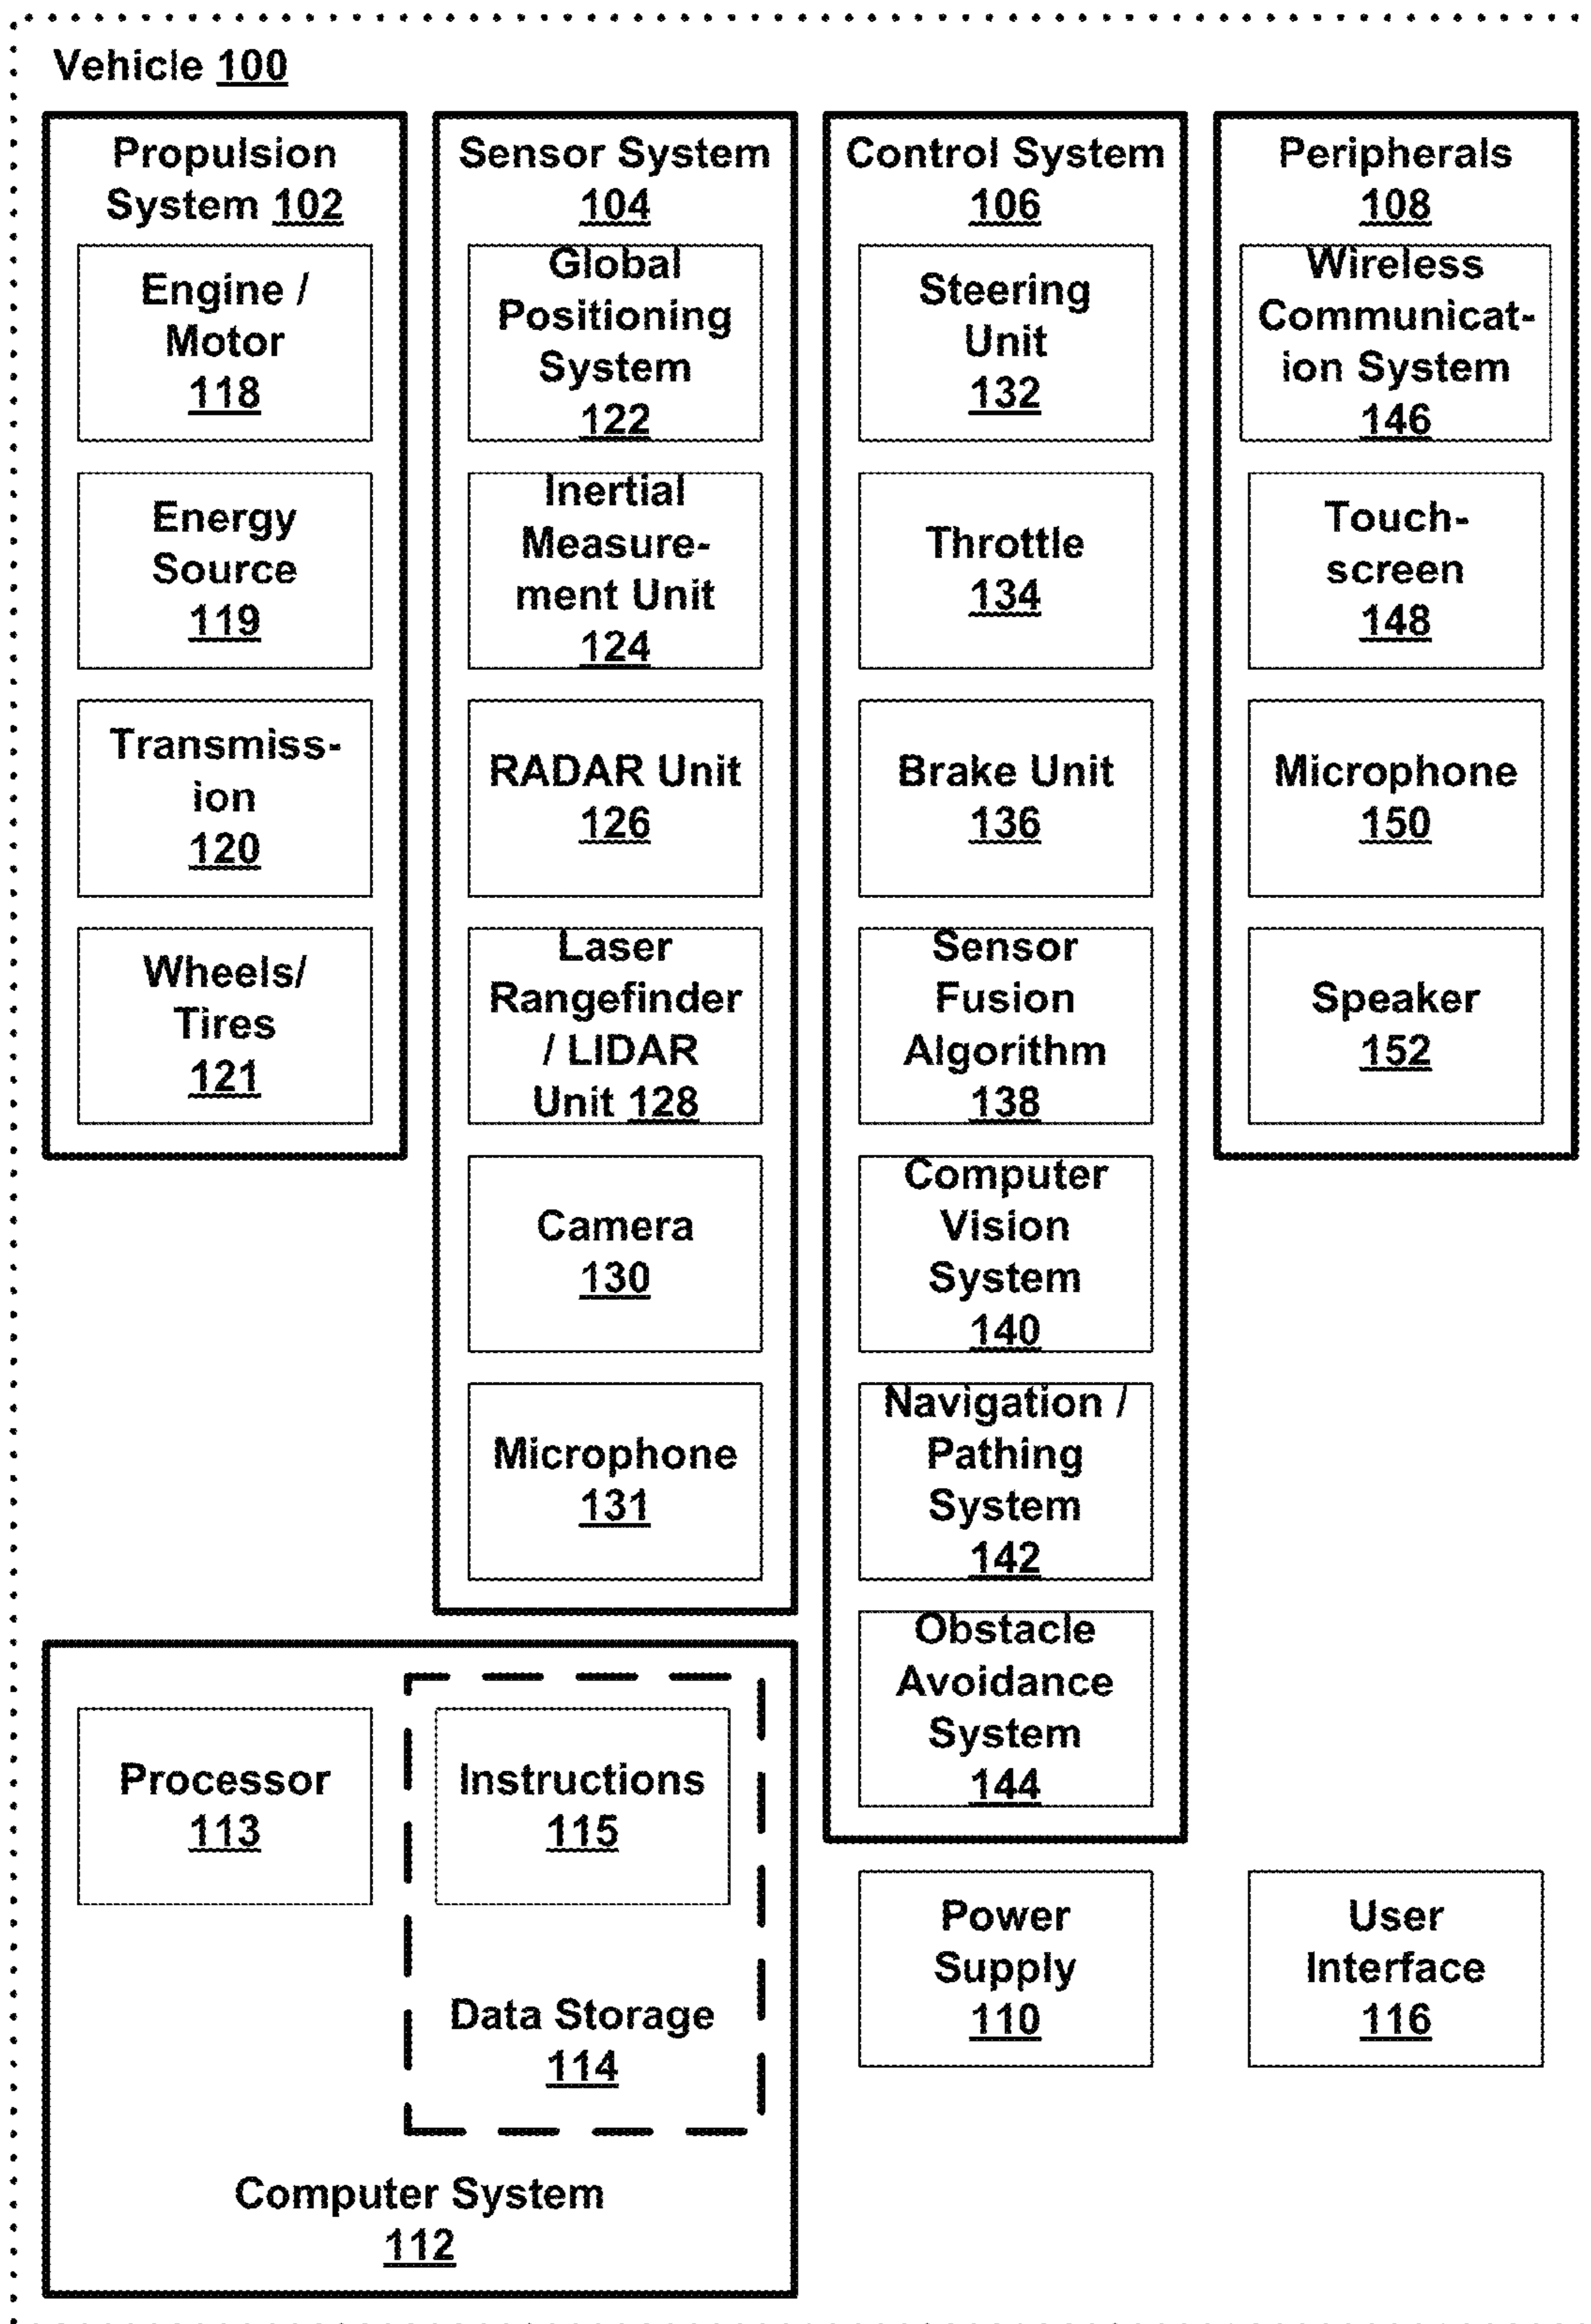 Vehicle 100
Propulsion
System 102
Engine /
Motor
118
Energy
Source
119
Transmiss-
ion
120
Wheels/
Tires
121
Sensor System
104
Global
Positioning
System
122
Inertial
Measure-
ment Unit
124
RADAR Unit
126
Laser
Rangefinder
/ LIDAR
Unit 128
Camera
130
Microphone
131
Control System
106
Steering
Unit
132
Throttle
134
Brake Unit
136
Sensor
Fusion
Algorithm
138
Computer
Vision
System
140
Navigation /
Pathing
System
142
Obstacle
Avoidance
System
144
Peripherals
108
Wireless
Communicat-
ion System
146
Touch-
screen
148
Microphone
150
Speaker
152
Processor
113
Instructions
115
Data Storage
114
Computer System
112
Power
Supply
110
User
Interface
116